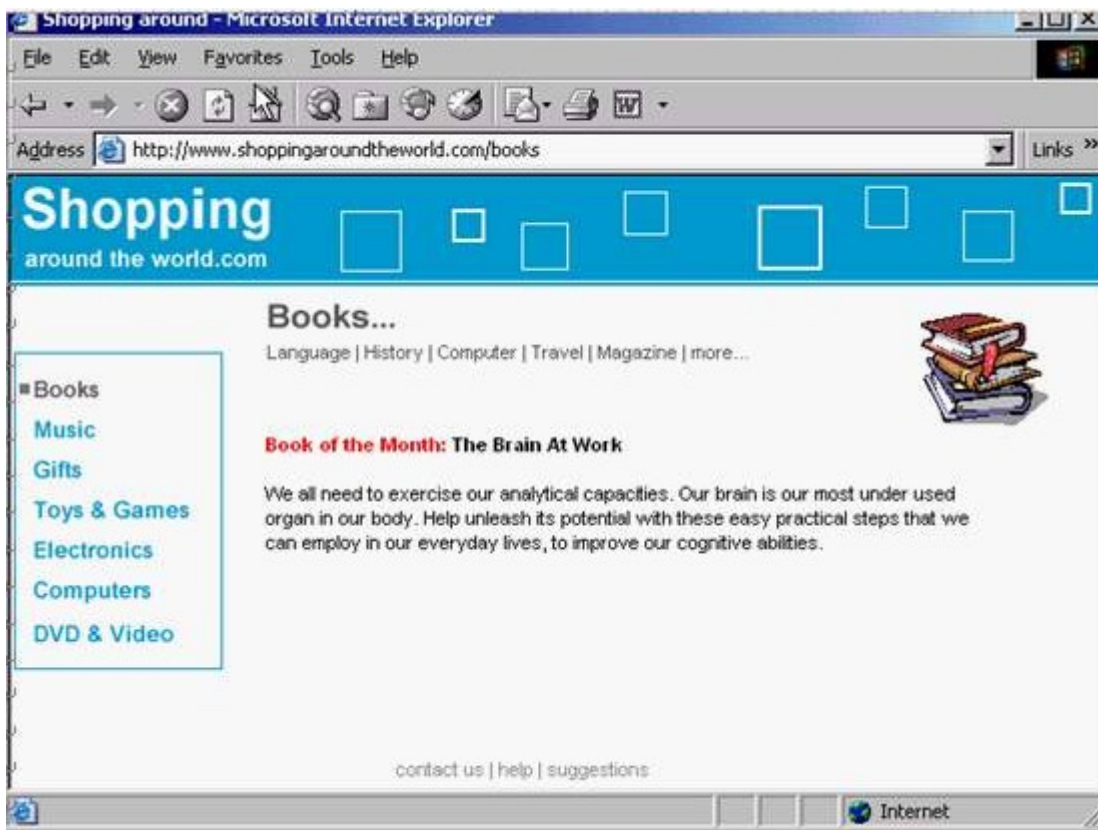 Shopping around - Microsoft Internet Explorer
File Edit View Favorites Tools Help
Address http://www.shoppingaroundtheworld.com/books Links »
Shopping
around the world.com
Books...
Language | History | Computer | Travel | Magazine | more...
Books
Music
Gifts
Toys & Games
Electronics
Computers
DVD & Video
Book of the Month: The Brain At Work
We all need to exercise our analytical capacities. Our brain is our most under used
organ in our body. Help unleash its potential with these easy practical steps that we
can employ in our everyday lives, to improve our cognitive abilities.
contact us | help | suggestions
Internet